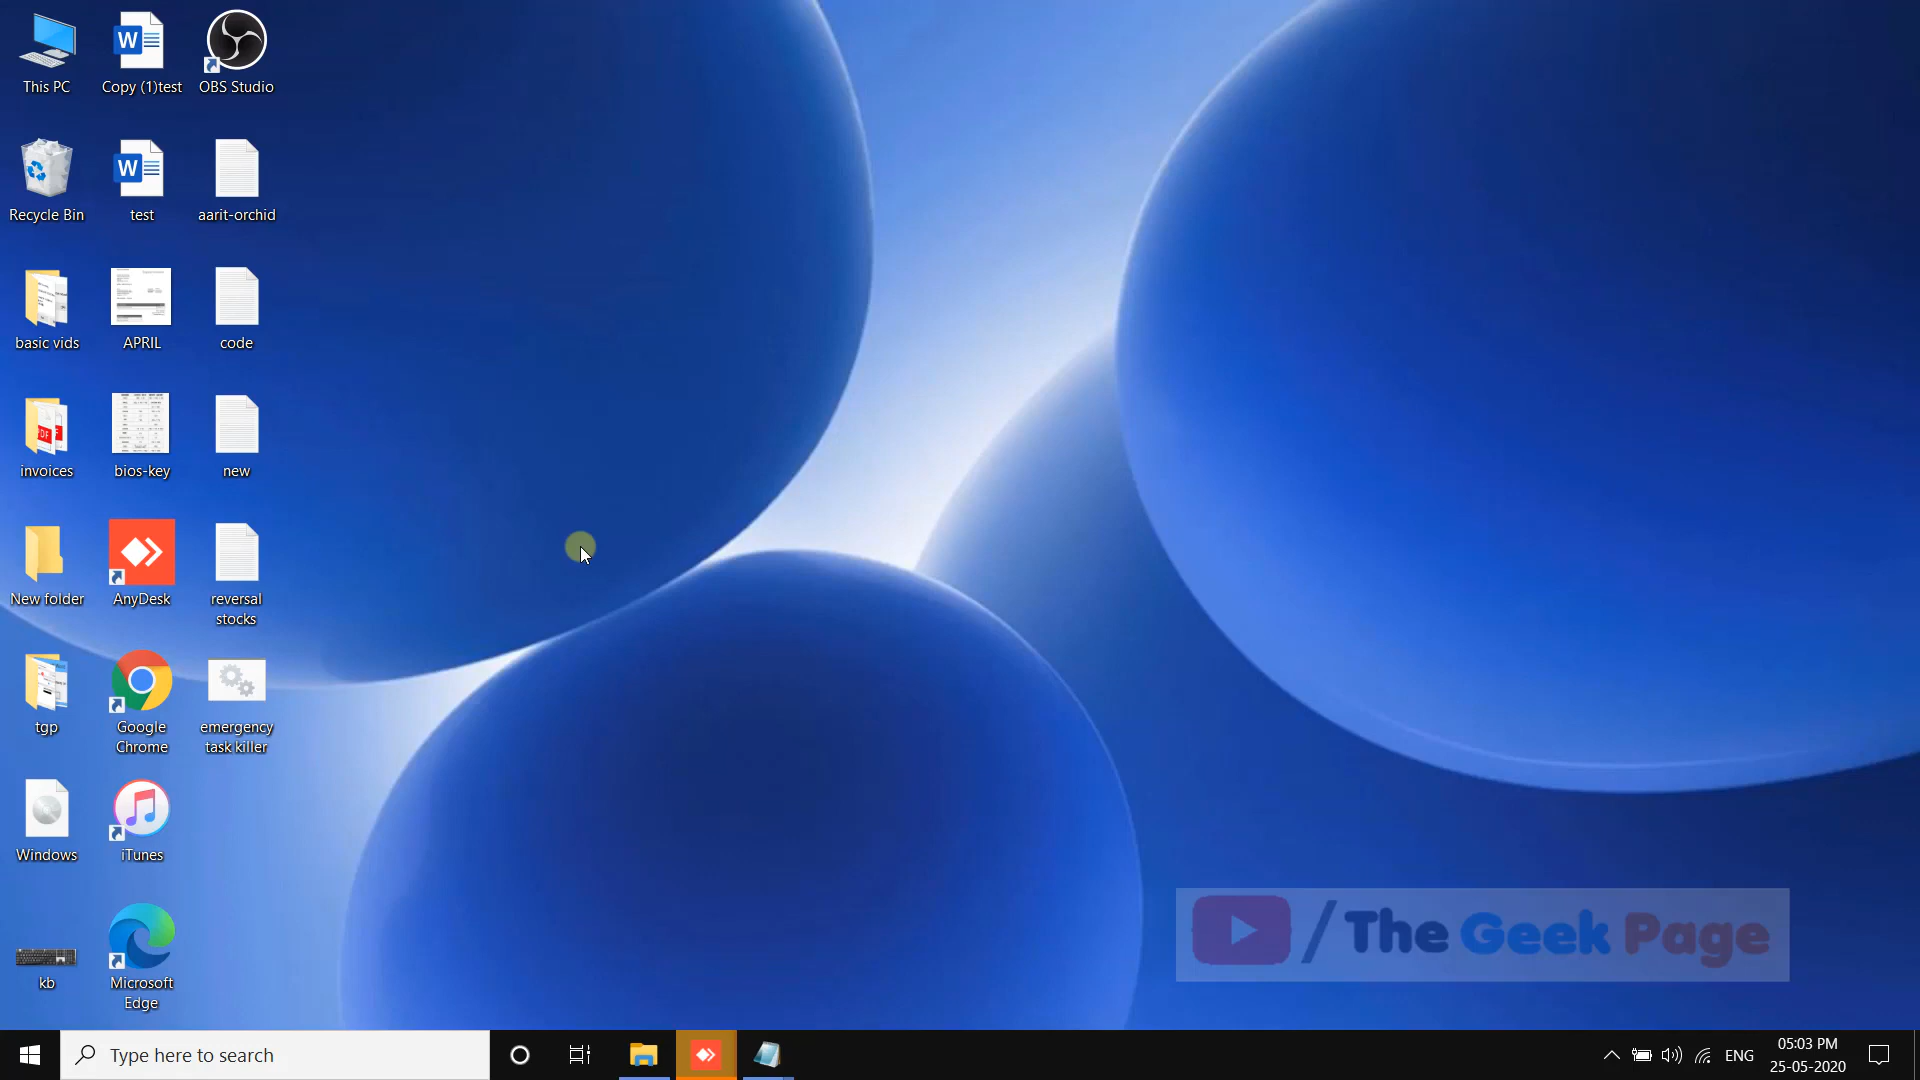 This PC
Copy (1)test
OBS Studio
Recycle Bin
test
aarit-orchid
basic vids
APRIL
code
invoices
bios-key
new
New folder
AnyDesk
reversal
stocks
tgp
Google
Chrome
emergency
task killer
Windows
iTunes
kb
Microsoft
Edge
/The Geek Page
Type here to search
ENG
05:03 PM
25-05-2020